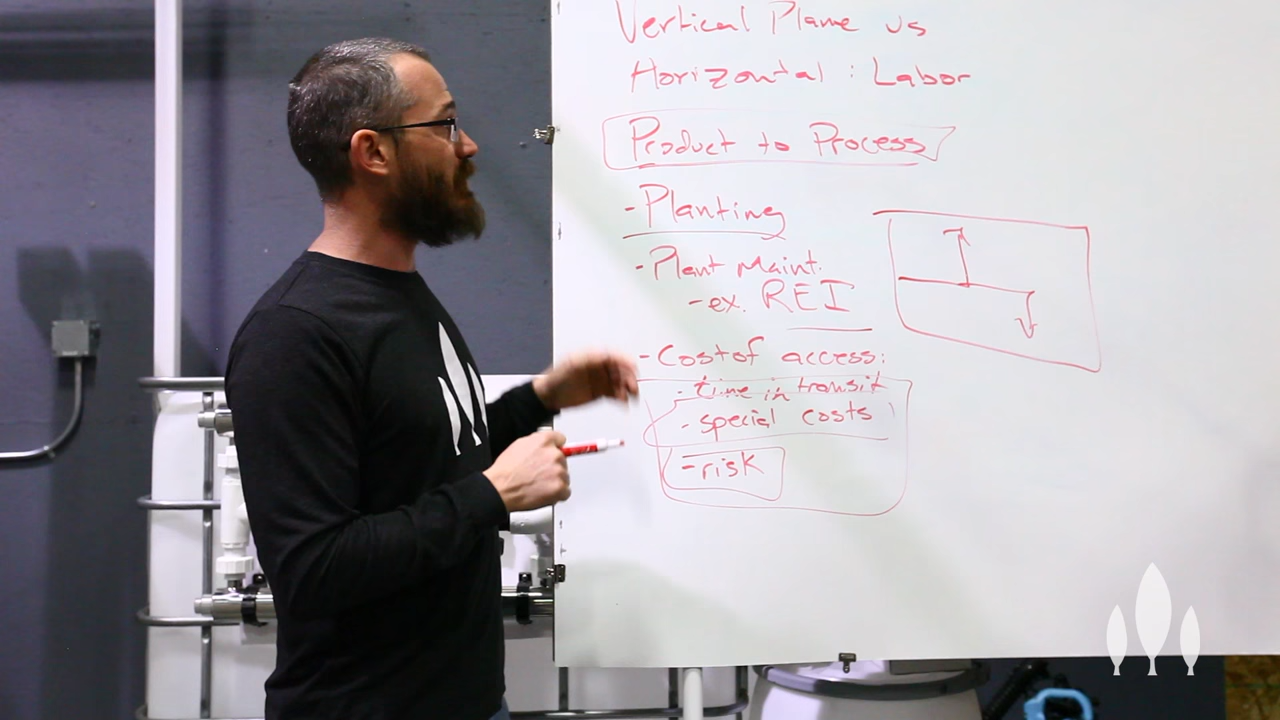 Vertical Plane vs
Horizontal : Labor
Product to Process
- Planting
- Plant Maint.
- ex. REI
- Cost of access:
- time in transit
- special costs
- risk